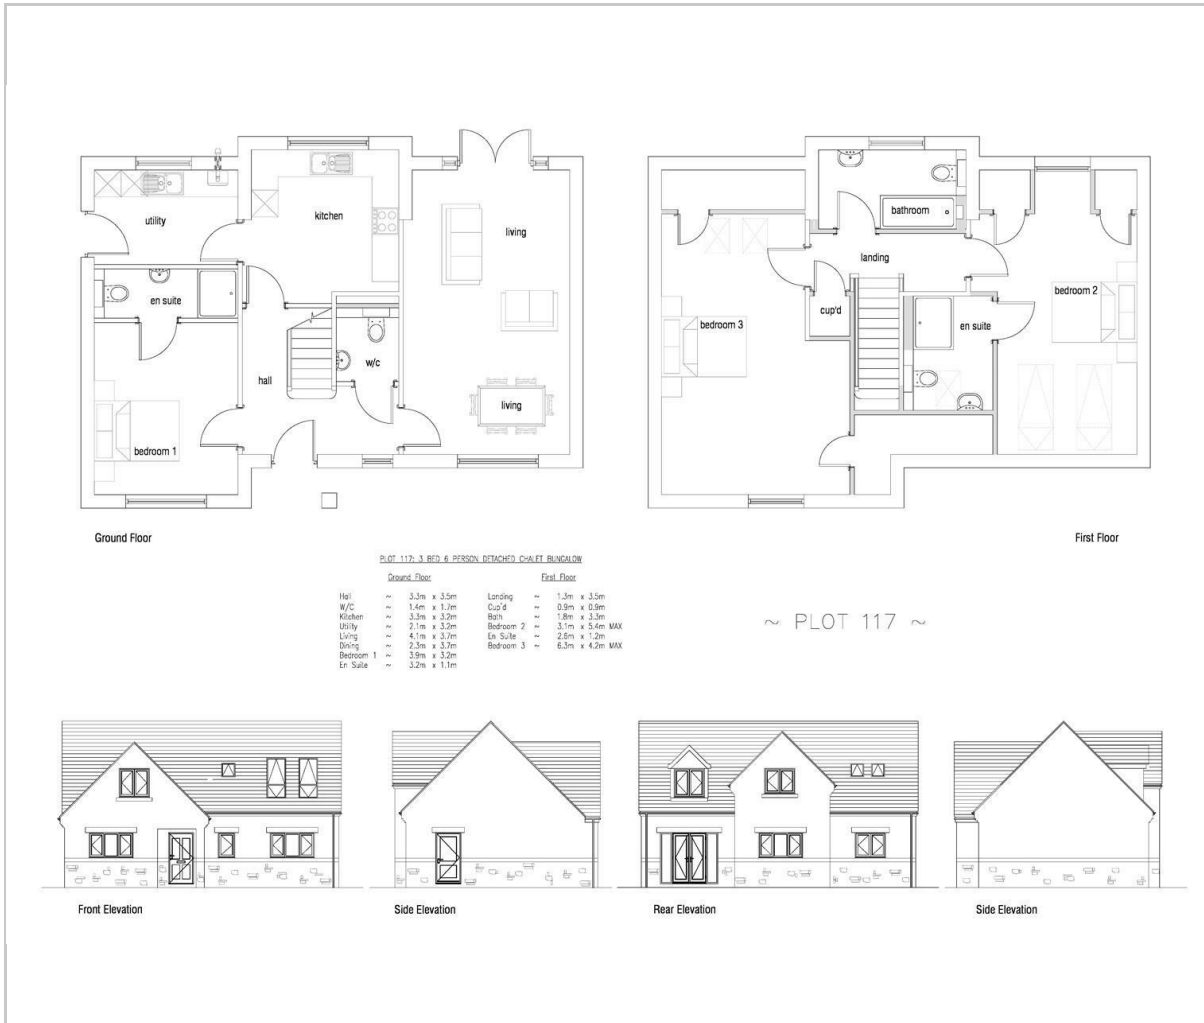 utility
kitchen
living
en suite
w/c
hall
living
bedroom 1
bathroom
landing
bedroom 2
cup'd
bedroom 3
en suite
Ground Floor
First Floor
PLOT 117: 3 BED 6 PERSON DETACHED CHALET BUNGALOW
Ground Floor
Hall ~ 3.3m x 3.5m
W/C ~ 1.4m x 1.7m
Kitchen ~ 3.3m x 3.2m
Utility ~ 2.1m x 3.2m
Living ~ 4.1m x 3.7m
Dining ~ 2.3m x 3.7m
Bedroom 1 ~ 3.9m x 3.2m
En Suite ~ 3.2m x 1.1m
First Floor
Landing ~ 1.3m x 3.5m
Cup'd ~ 0.9m x 0.9m
Bath ~ 1.8m x 3.3m
Bedroom 2 ~ 3.1m x 5.4m MAX
En Suite ~ 2.6m x 1.2m
Bedroom 3 ~ 6.3m x 4.2m MAX
~ PLOT 117 ~
Front Elevation
Side Elevation
Rear Elevation
Side Elevation